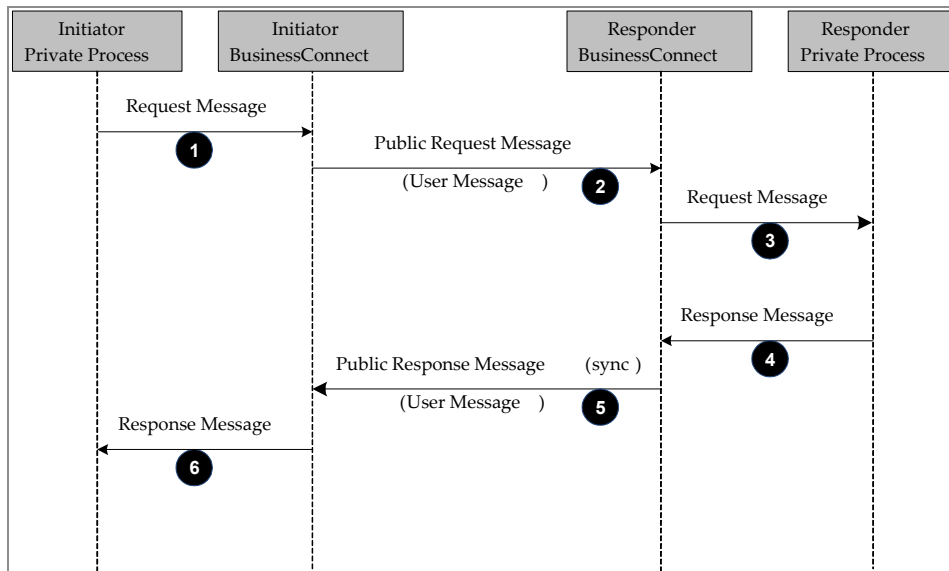 Initiator
Private Process
Initiator
BusinessConnect
Responder
BusinessConnect
Responder
Private Process
Request Message
1
Public Request Message
(User Message )
2
Request Message
3
Response Message
4
Public Response Message (sync )
(User Message )
5
Response Message
6